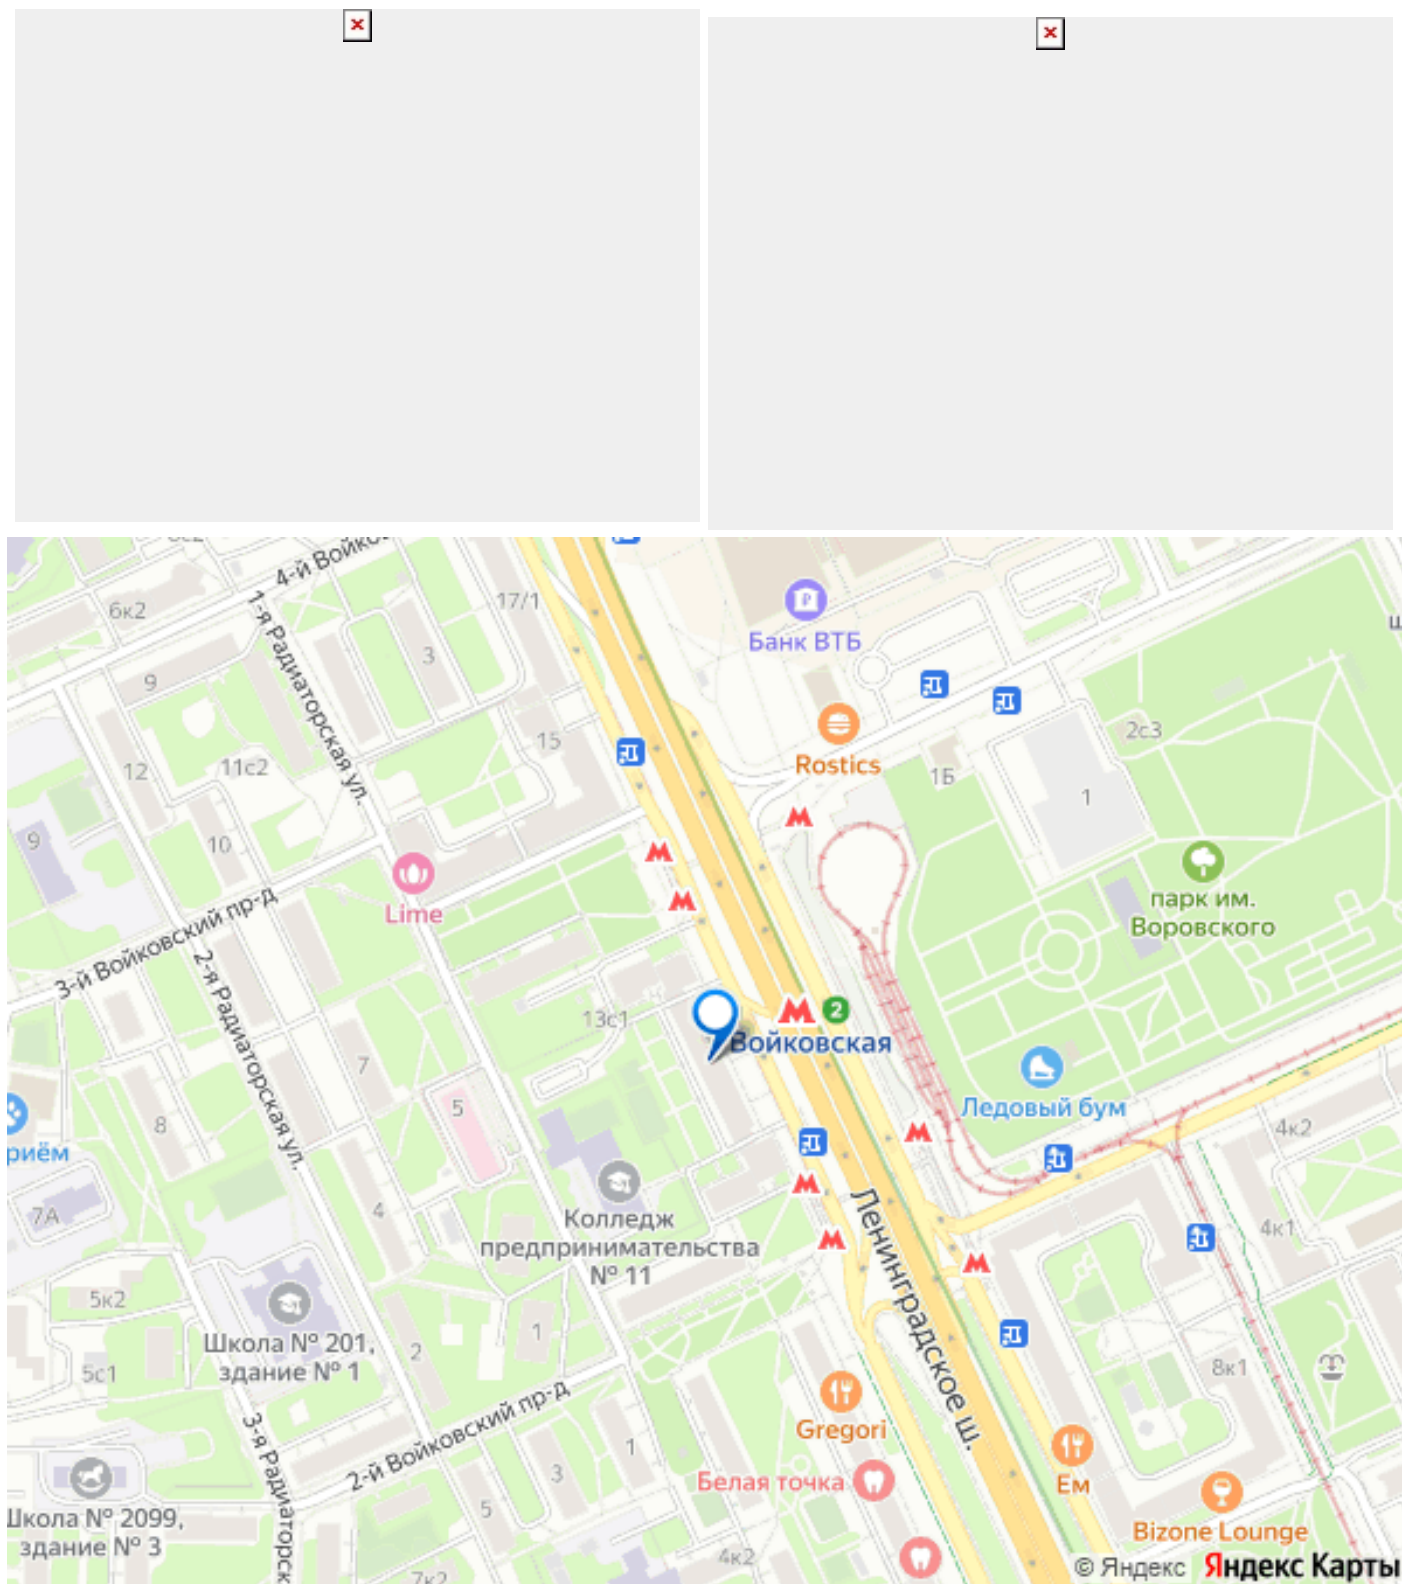 4-й Войко
17/1
6к2
1-я Радиаторская ул.
Банк ВТБ
3
9
2с3
15
Rostics
12
11с2
1Б
1
9
10
Lime
парк им.
Воровского
3-й Войковский пр-д
2-я Радиаторская ул.
13с1
2
Войковская
7
5
8
Ледовый бум
4к2
риём
7А
4
Колледж
предпринимательства
№ 11
4к1
Ленинградское ш.
5к2
1
Школа № 201,
здание № 1
2
5с1
8к1
2-й Войковский пр-д
Gregori
3-я Радиаторск
1
3
Белая точка
Ем
5
Школа № 2099,
здание № 3
Bizone Lounge
4к2
7к2
© Яндекс Яндекс Карты